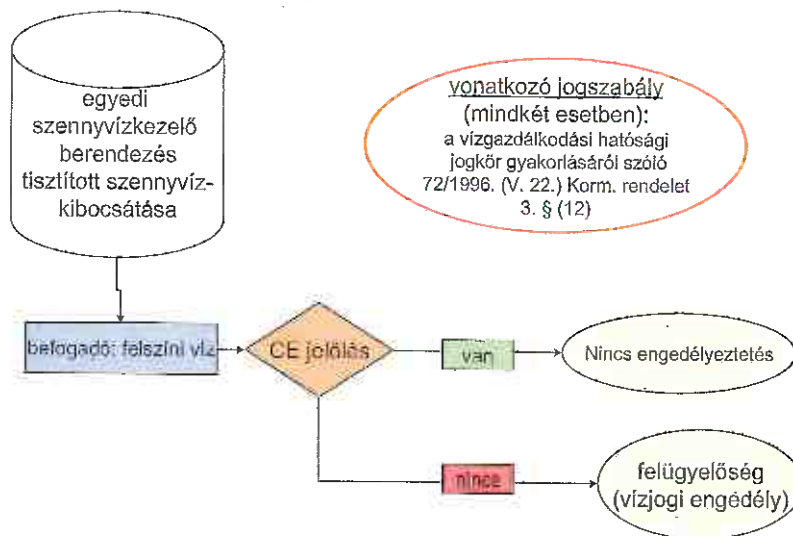 egyedi
szennyvízkezelő
berendezés
tisztított szennyvíz-
kibocsátása
vonatkozó jogszabály
(mindkét esetben):
a vízgazdálkodási hatósági
jogkör gyakorlásáról szóló
72/1996. (V. 22.) Korm. rendelet
3. § (12)
befogadó: felszíni víz
CE jelölés
van
Nincs engedélyeztetés
nincs
felügyelőség
(vízjogi engedély)